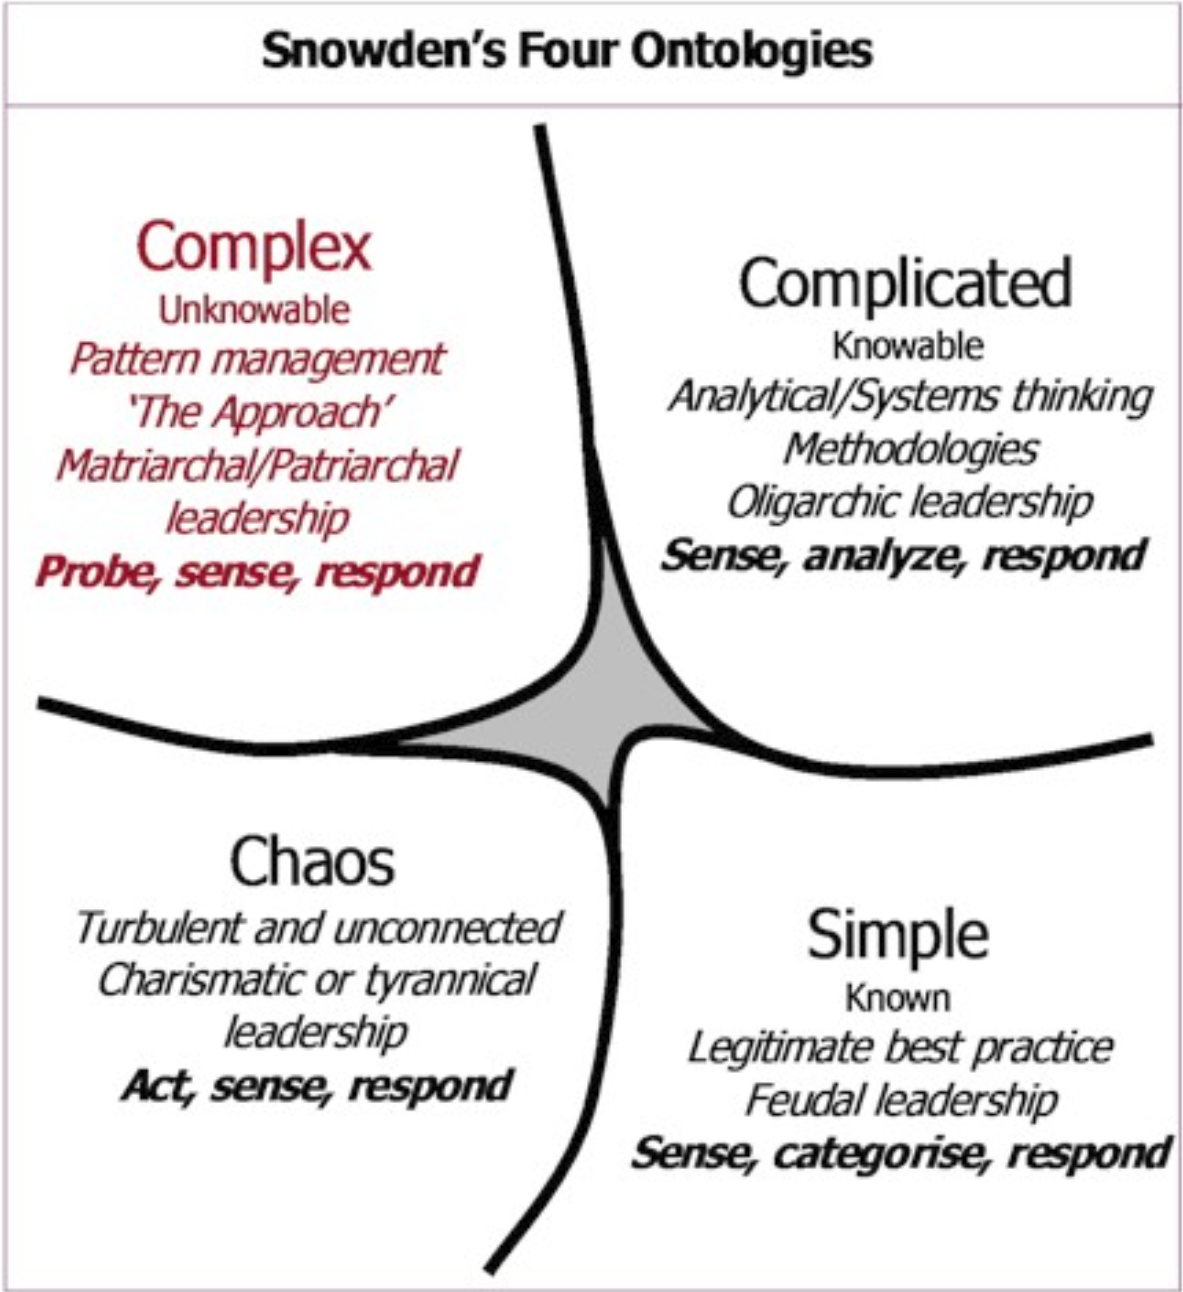 Snowden's Four Ontologies
Complex
Unknowable
Pattern management
'The Approach'
Matriarchal/Patriarchal
leadership
Probe, sense, respond
Complicated
Knowable
Analytical/Systems thinking
Methodologies
Oligarchic leadership
Sense, analyze, respond
Chaos
Turbulent and unconnected
Charismatic or tyrannical
leadership
Act, sense, respond
Simple
Known
Legitimate best practice
Feudal leadership
Sense, categorise, respond